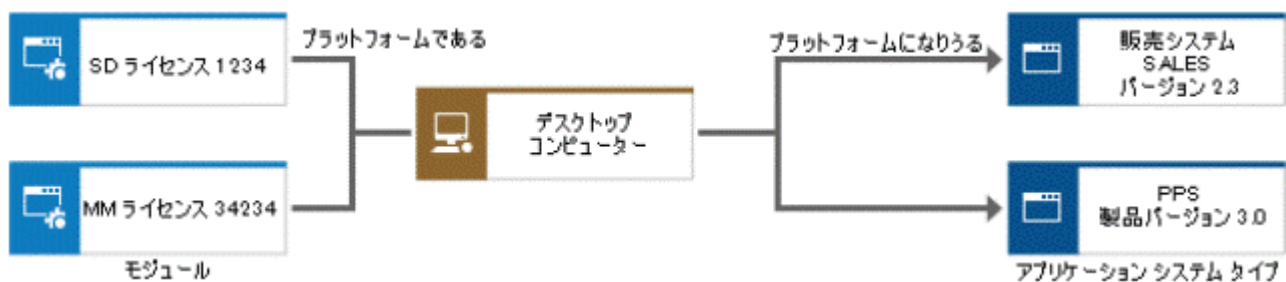 SD ライセンス 1234
プラットフォームである
プラットフォームになりうる
販売システム
SALES
バージョン 2.3
デスクトップ
コンピューター
MM ライセンス 34234
PPS
製品バージョン 3.0
モジュール
アプリケーション システム タイプ